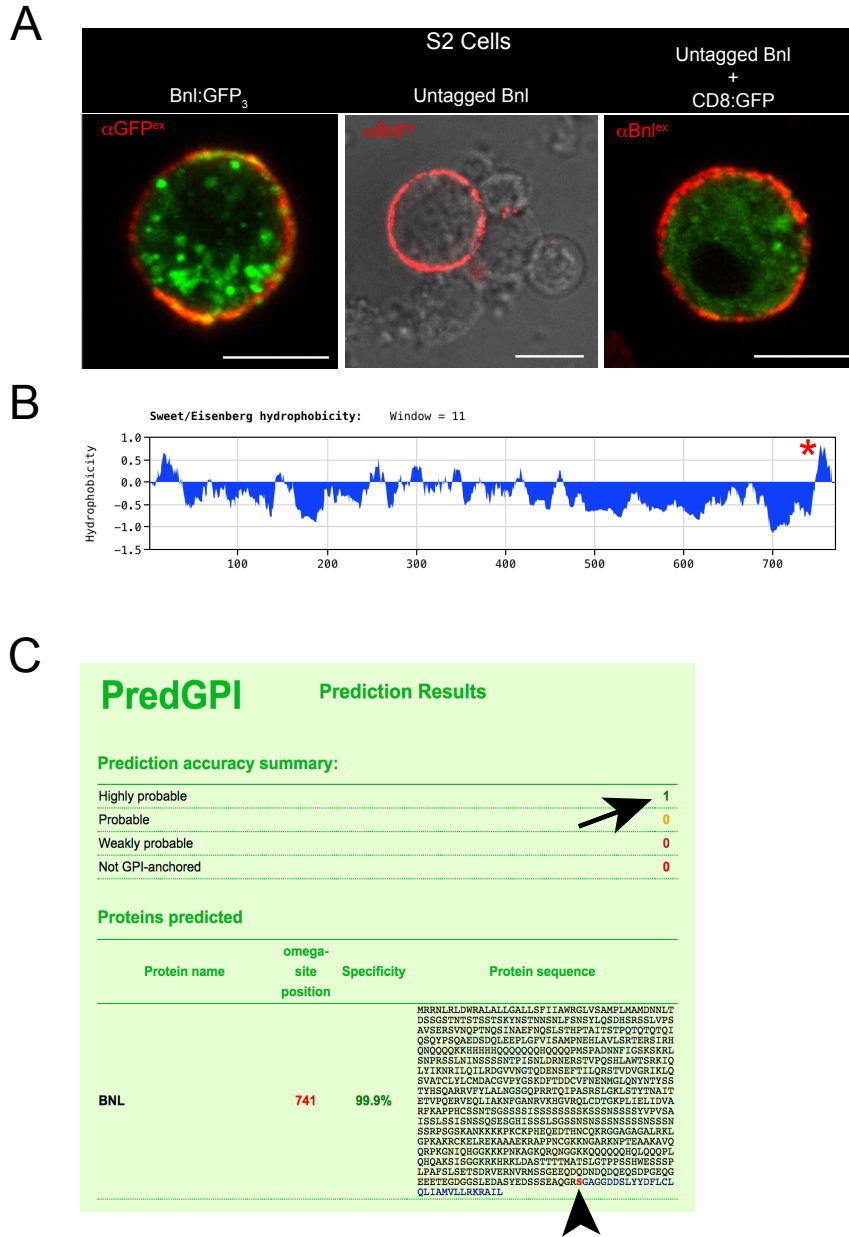 A
S2 Cells
Bnl:GFP3
Untagged Bnl
Untagged Bnl
+
CD8:GFP
αGFPex
αBnlex
αBnlex
B
Sweet/Eisenberg hydrophobicity: Window = 11
Hydrophobicity
1.0
0.5
0.0
−0.5
−1.0
−1.5
*
100 200 300 400 500 600 700
C
PredGPI Prediction Results
Prediction accuracy summary:
Highly probable 1
Probable 0
Weakly probable 0
Not GPI-anchored 0
Proteins predicted
Protein name omega-site position Specificity Protein sequence
BNL 741 99.9%
MRRNLRLDWRALALLGALLSFIIAWRGLVSAMPLMAMDNNLT
DSSGSTNTSTSSTSKYNSTNNSNLFSNSYLQSDHSRSSLVPS
AVSERSVNQPTNQSINAEFNQSLSTHPTAITSTPQTQTQTQI
QSQYPSQAEDSDQLEEPLGFVISAMPNEHLAVLSRTERSIRH
QNQQQQKKHHHHHQQQQQQQHQQQQPMSPADNNFIGSKSKRL
SNPRSSLNINSSSSNTPISNLDRNERSTVPQSHLAWTSRKIQ
LYIKNRILQILRDGVVNGTQDENSEFTILQRSTVDVGRIKLQ
SVATCLYLCMDACGVPYGSKDFTDDCVFNENMGLQNYNTYSS
TYHSQARRVFYLALNGSGQPRRTQIPASRSLGKLSTYTNAIT
ETVPQERVEQLIAKNFGANRVKHGVRQLCDTGKPLIELIDVA
RFKAPPHCSSNTSGSSSSISSSSSSSSKSSSNSSSSYVPVSA
ISSLSSISNSSQSESGHISSLSSNSSSSKSSSNSSSSNSSNN
SSRPSGSKANKKKKPKCKPHEQEDTHNCQKRGGAGAGALRKL
GPKAKRCKELREKAAAEKRAPPNCGKKNGARKNPTEAAKAVQ
QRPKGNIQHGGKKKPNKAGKQRQNGGKKQQQQQQHQLQQQPL
QHQAKSISGGKRKHRKLDASTTTTMATSLGTPPSSHWESSSP
LPAFSLSETSDRVERNVRMSSGEEQDQDNDQDEQESDPGEQG
EEETEGDGGSLEDASYEDSSSEAQGRSGAGGDDSLYYDFLCL
QLIAMVLLRKRAIL